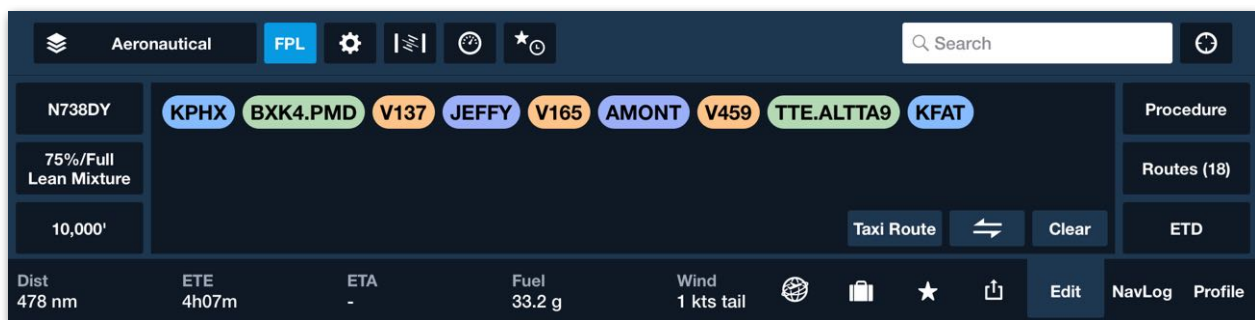 Aeronautical FPL Search
N738DY
KPHX BXK4.PMD V137 JEFFY V165 AMONT V459 TTE.ALTTA9 KFAT
Procedure
75%/Full
Lean Mixture
Routes (18)
10,000'
Taxi Route Clear
ETD
Dist ETE ETA Fuel Wind
478 nm 4h07m - 33.2 g 1 kts tail
Edit NavLog Profile